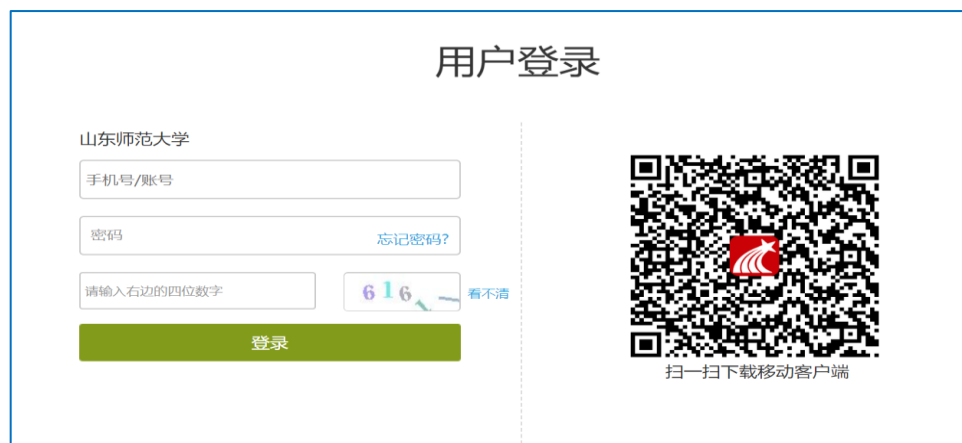 用户登录
山东师范大学
手机号/账号
密码
忘记密码?
请输入右边的四位数字
看不清
登录
扫一扫下载移动客户端